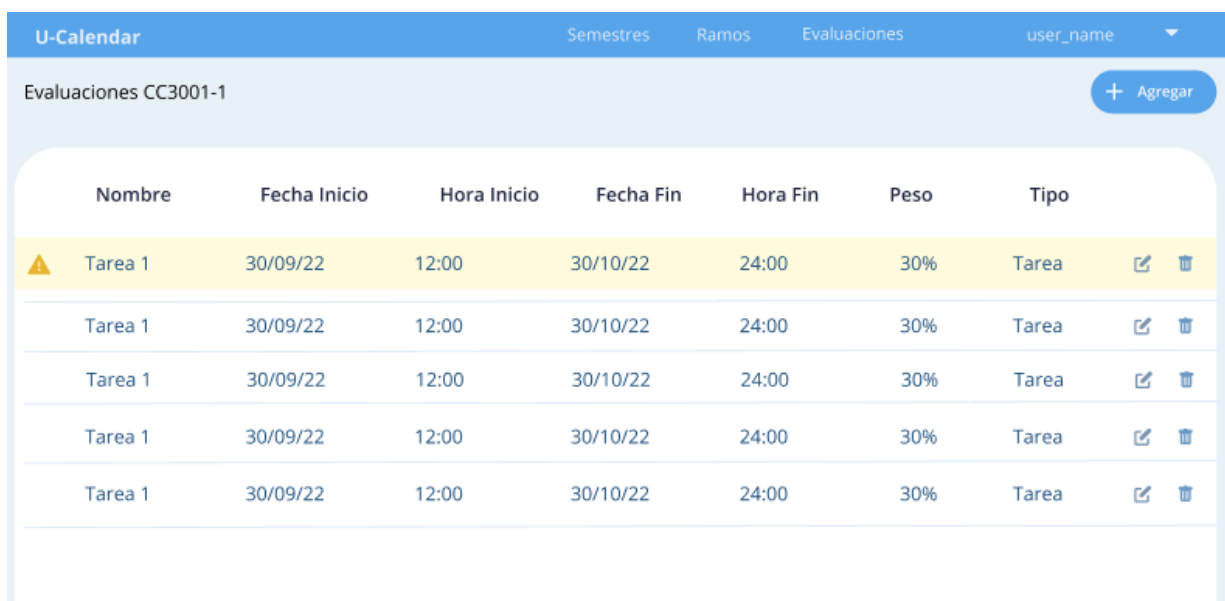 U-Calendar Semestres Ramos Evaluaciones user_name
Evaluaciones CC3001-1 + Agregar
Nombre Fecha Inicio Hora Inicio Fecha Fin Hora Fin Peso Tipo
Tarea 1 30/09/22 12:00 30/10/22 24:00 30% Tarea
Tarea 1 30/09/22 12:00 30/10/22 24:00 30% Tarea
Tarea 1 30/09/22 12:00 30/10/22 24:00 30% Tarea
Tarea 1 30/09/22 12:00 30/10/22 24:00 30% Tarea
Tarea 1 30/09/22 12:00 30/10/22 24:00 30% Tarea